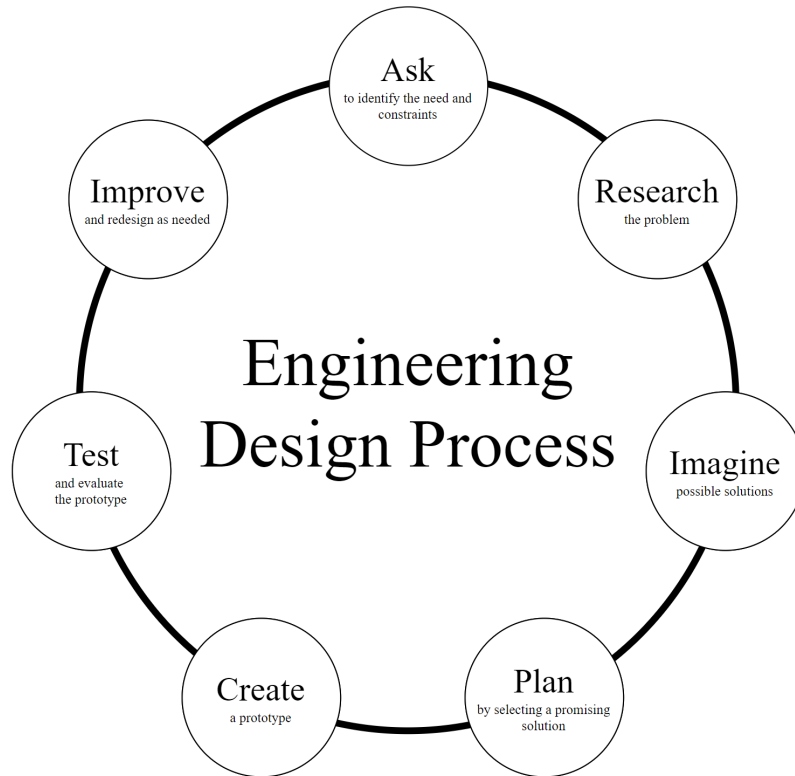 Ask
to identify the need and
constraints
Research
the problem
Imagine
possible solutions
Plan
by selecting a promising
solution
Create
a prototype
Test
and evaluate
the prototype
Improve
and redesign as needed
Engineering
Design Process